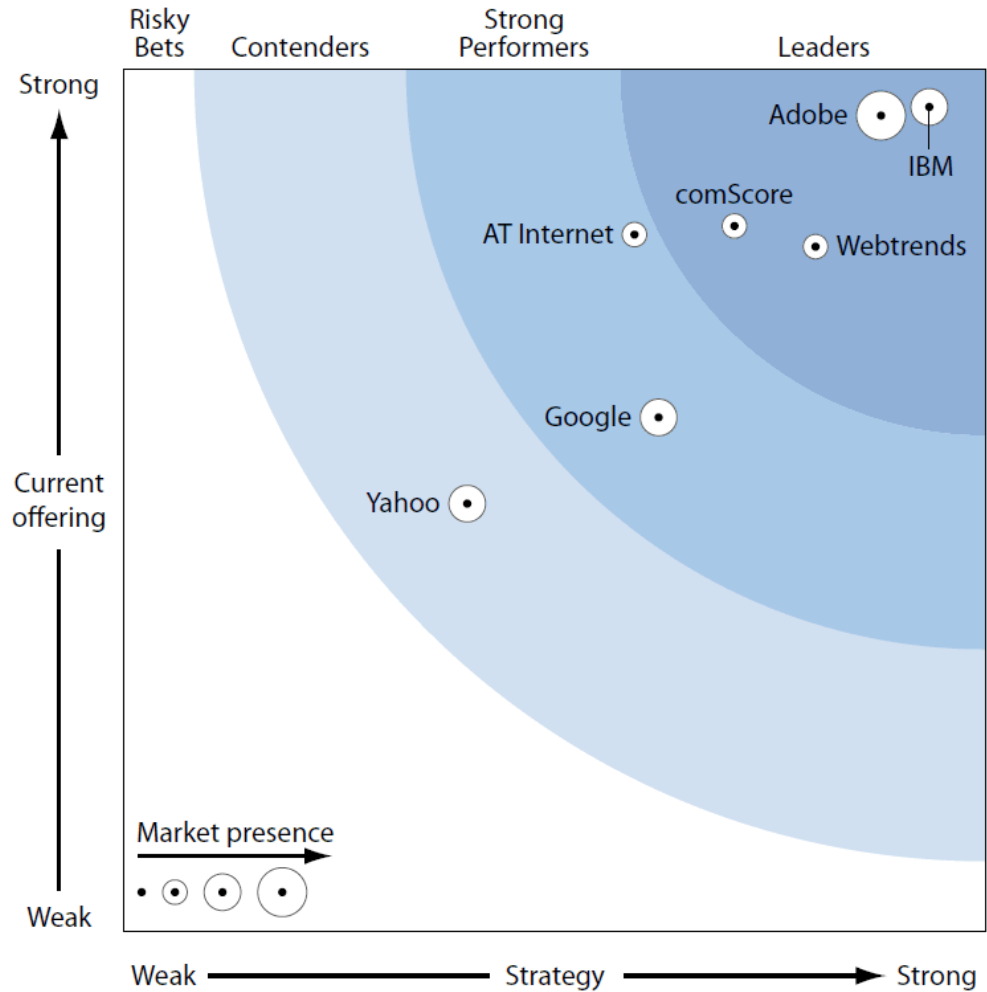 Risky
Bets
Contenders
Strong
Performers
Leaders
Strong
Adobe
IBM
comScore
AT Internet
Webtrends
Google
Current
offering
Yahoo
Market presence
Weak
Weak
Strategy
Strong